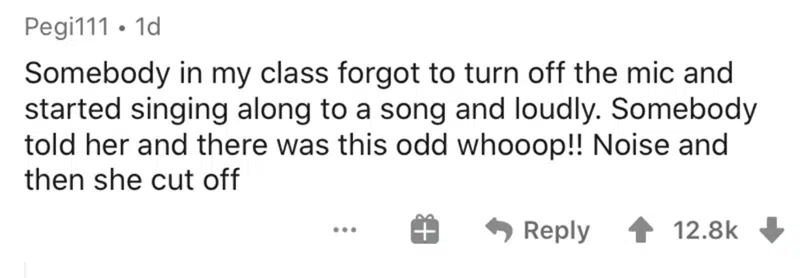 Pegi111 • 1d
Somebody in my class forgot to turn off the mic and
started singing along to a song and loudly. Somebody
told her and there was this odd whooop!! Noise and
then she cut off
Reply 12.8k